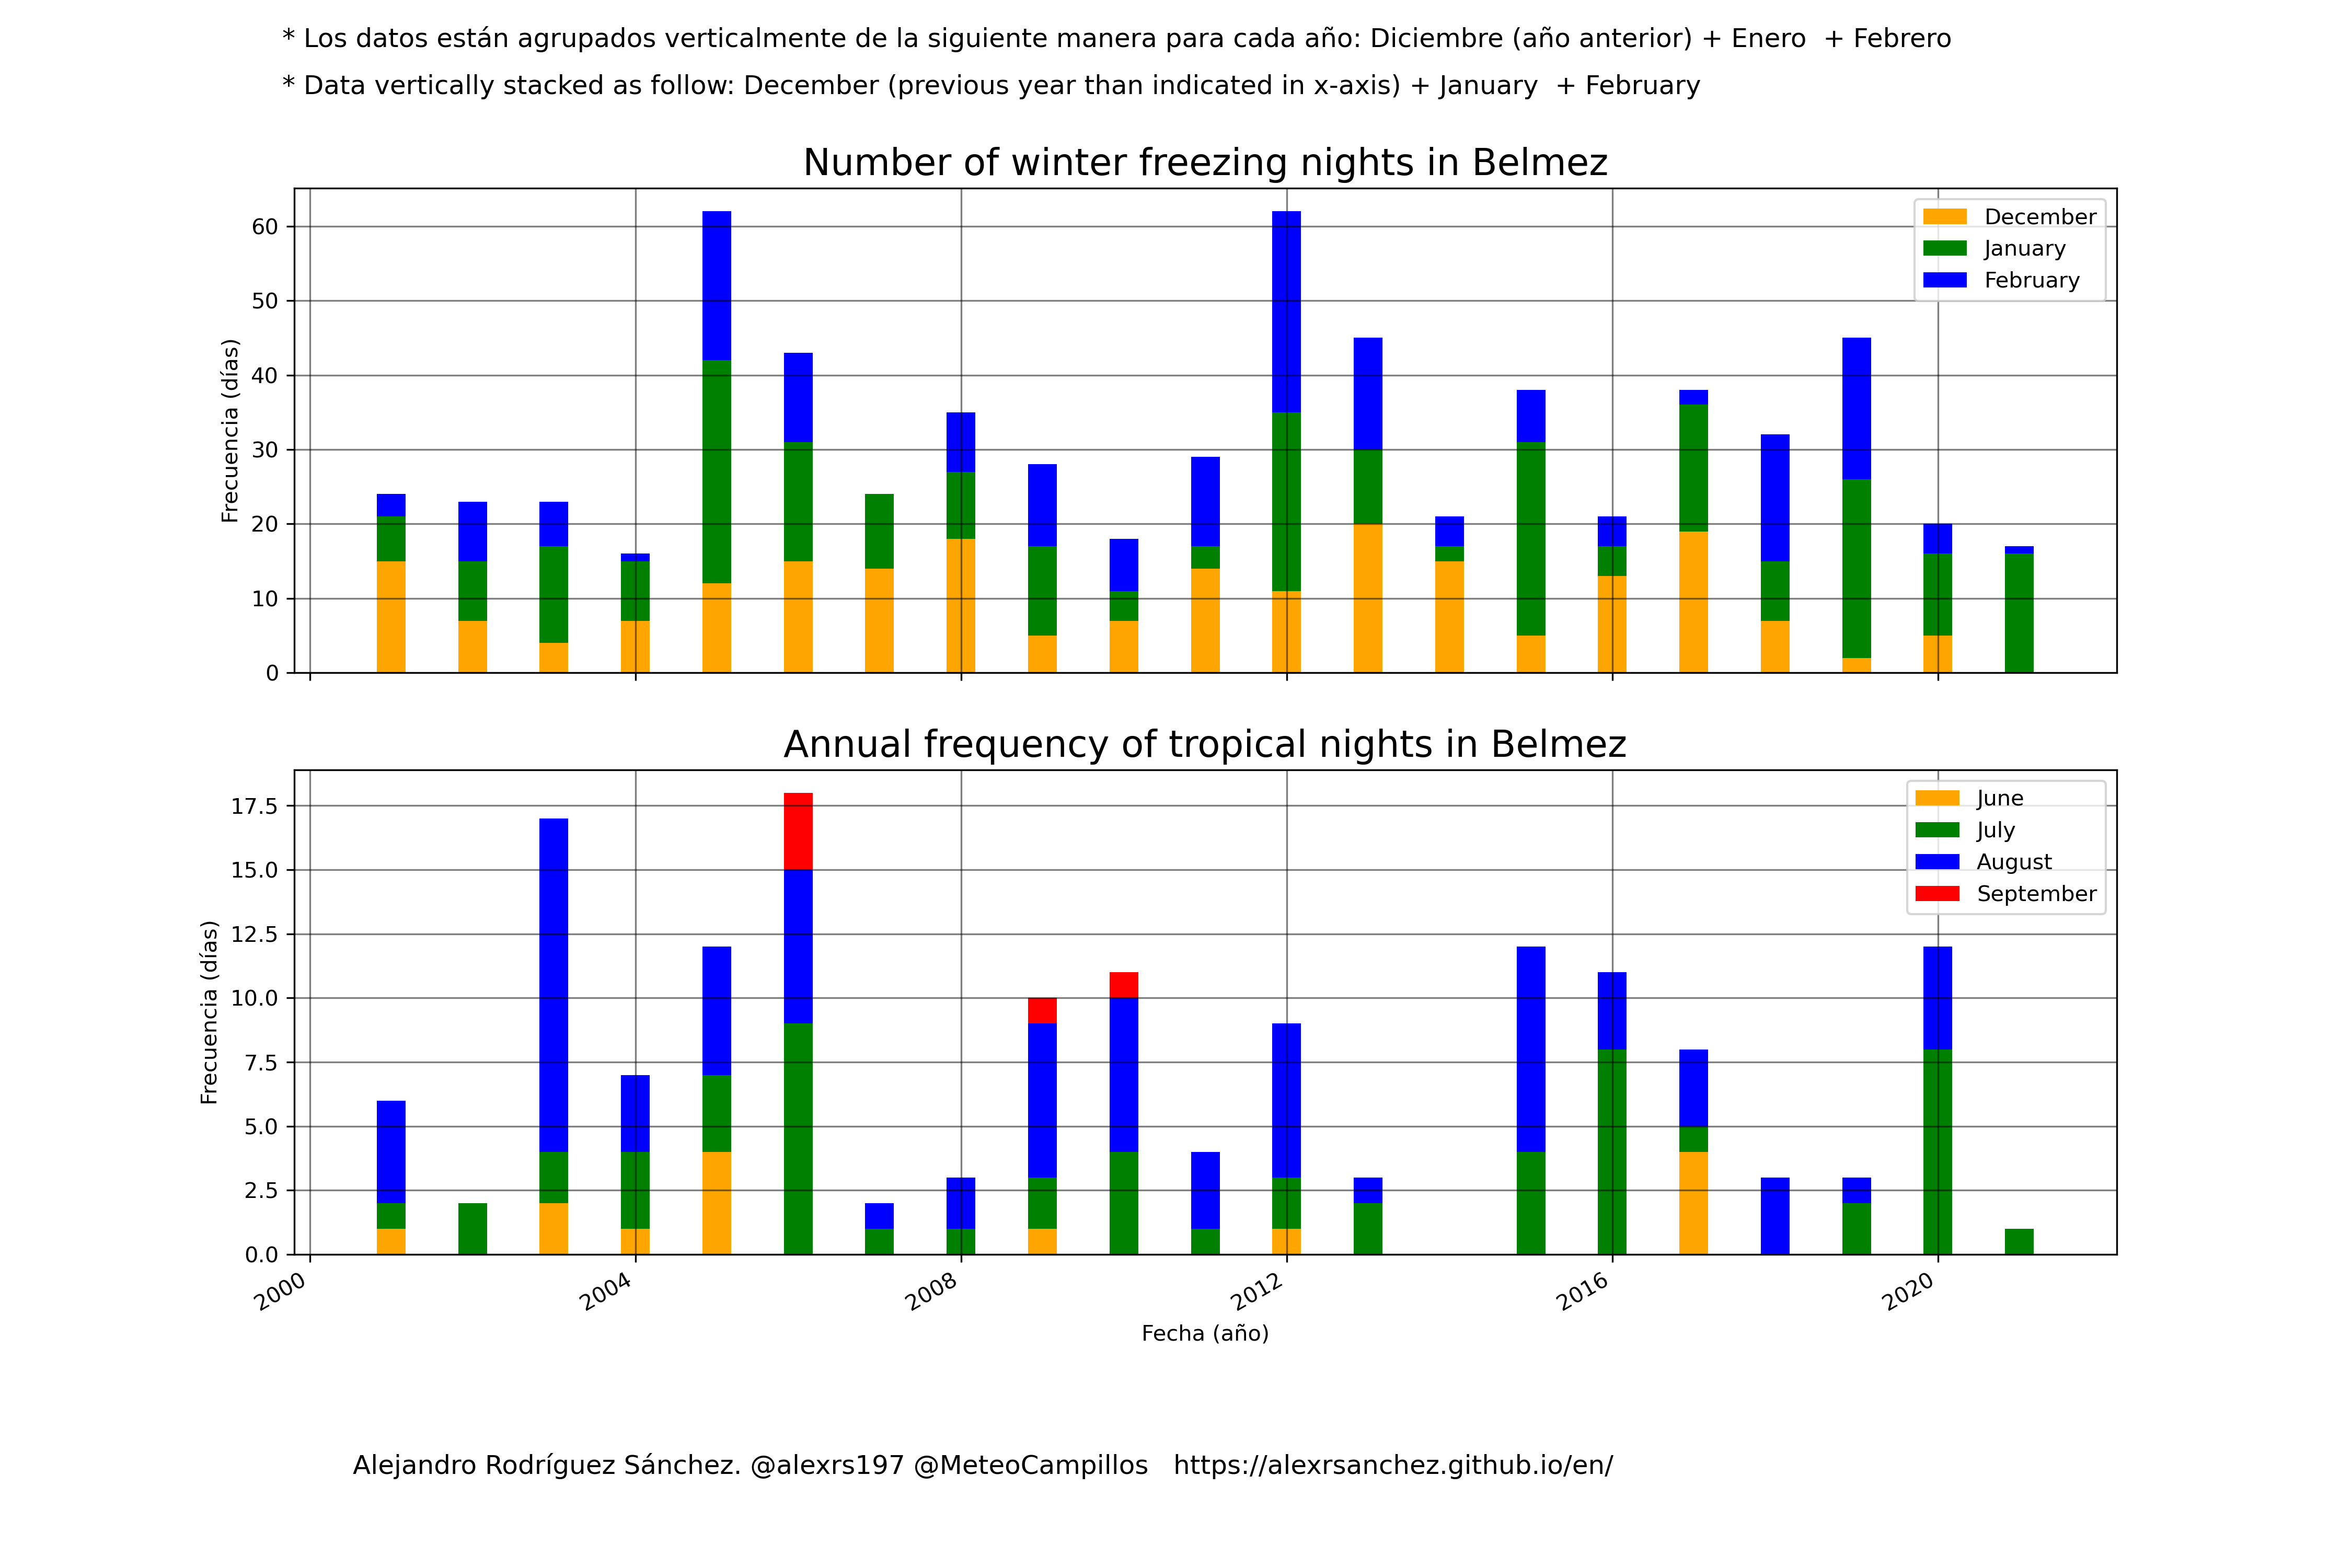 * Los datos están agrupados verticalmente de la siguiente manera para cada año: Diciembre (año anterior) + Enero  + Febrero
* Data vertically stacked as follow: December (previous year than indicated in x-axis) + January  + February
Number of winter freezing nights in Belmez
Frecuencia (días)
60
50
40
30
20
10
0
December
January
February
Annual frequency of tropical nights in Belmez
Frecuencia (días)
17.5
15.0
12.5
10.0
7.5
5.0
2.5
0.0
June
July
August
September
2000
2004
2008
2012
2016
2020
Fecha (año)
Alejandro Rodríguez Sánchez. @alexrs197 @MeteoCampillos   https://alexrsanchez.github.io/en/